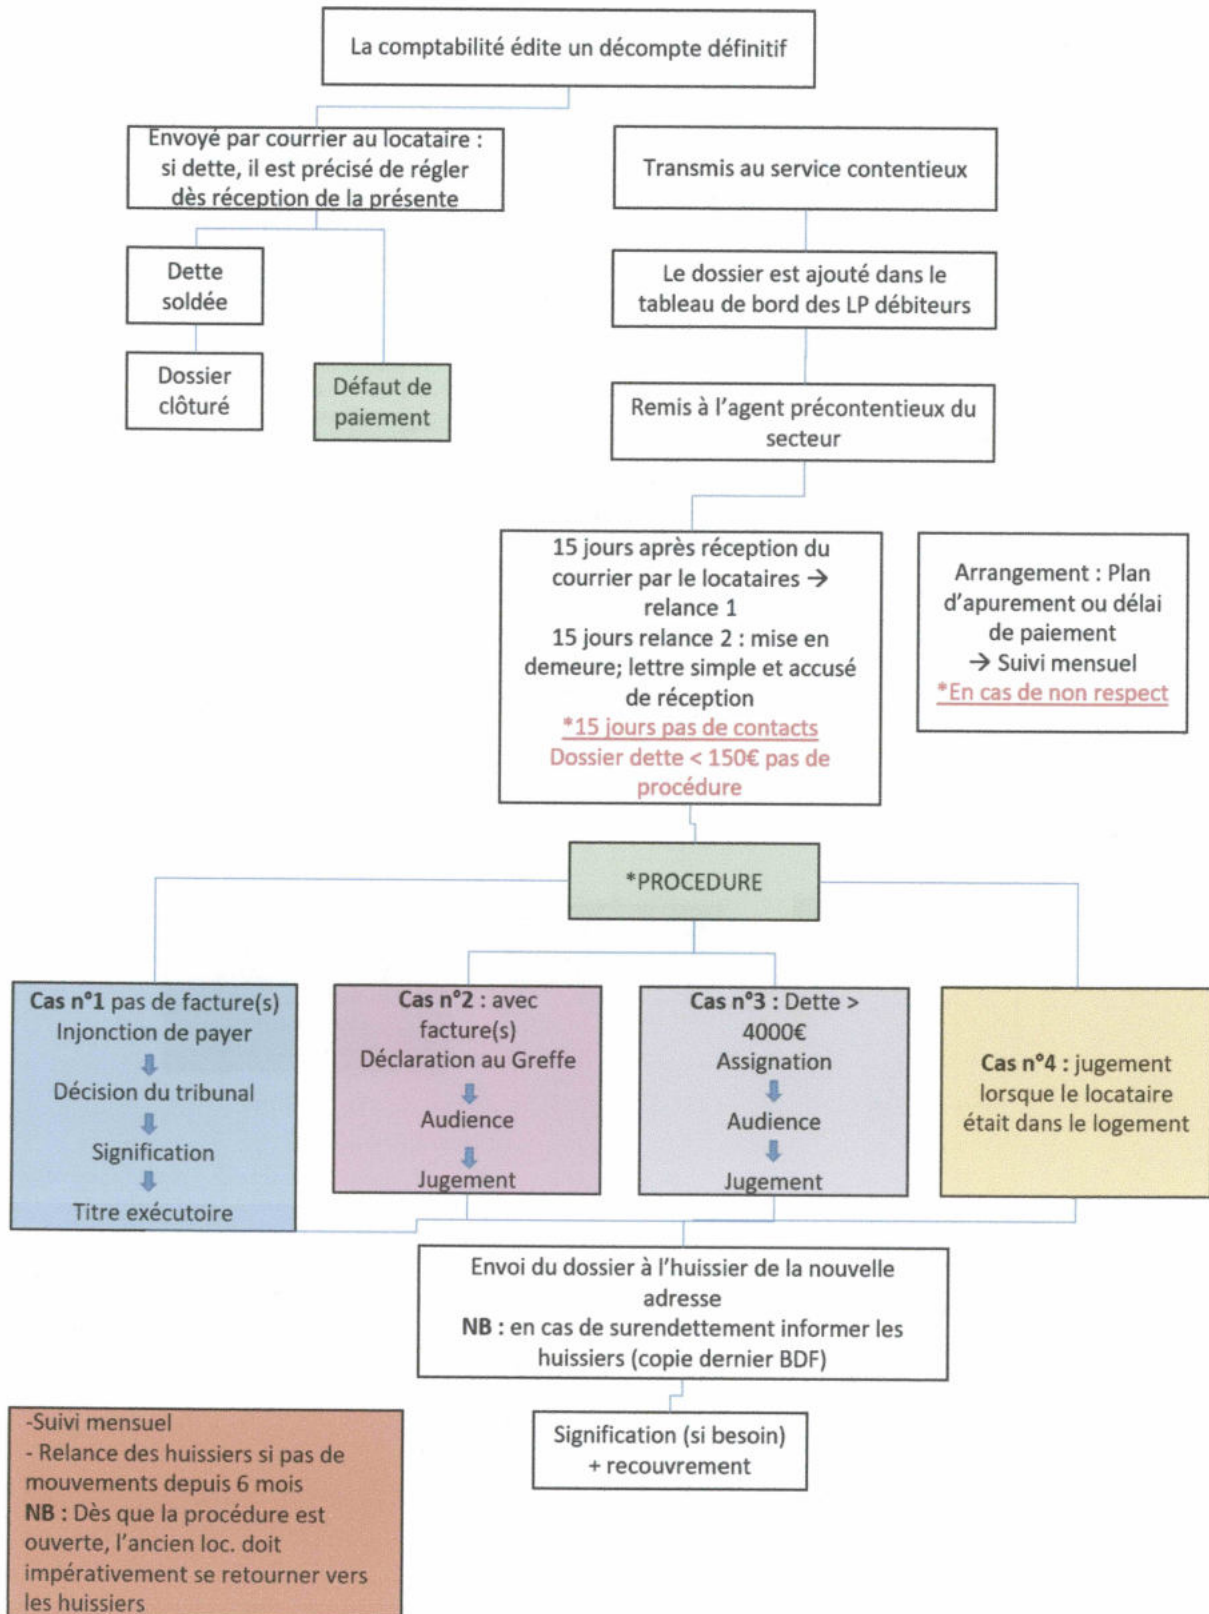 La comptabilité édite un décompte définitif
Envoyé par courrier au locataire :
si dette, il est précisé de régler
dès réception de la présente
Transmis au service contentieux
Dette
soldée
Le dossier est ajouté dans le
tableau de bord des LP débiteurs
Dossier
clôturé
Défaut de
paiement
Remis à l'agent précontentieux du
secteur
15 jours après réception du
courrier par le locataires →
relance 1
15 jours relance 2 : mise en
demeure; lettre simple et accusé
de réception
*15 jours pas de contacts
Dossier dette < 150€ pas de
procédure
Arrangement : Plan
d'apurement ou délai
de paiement
→ Suivi mensuel
*En cas de non respect
*PROCEDURE
Cas n°1 pas de facture(s)
Injonction de payer
Décision du tribunal
Signification
Titre exécutoire
Cas n°2 : avec
facture(s)
Déclaration au Greffe
Audience
Jugement
Cas n°3 : Dette >
4000€
Assignation
Audience
Jugement
Cas n°4 : jugement
lorsque le locataire
était dans le logement
Envoi du dossier à l'huissier de la nouvelle
adresse
NB : en cas de surendettement informer les
huissiers (copie dernier BDF)
Signification (si besoin)
+ recouvrement
-Suivi mensuel
- Relance des huissiers si pas de
mouvements depuis 6 mois
NB : Dès que la procédure est
ouverte, l'ancien loc. doit
impérativement se retourner vers
les huissiers